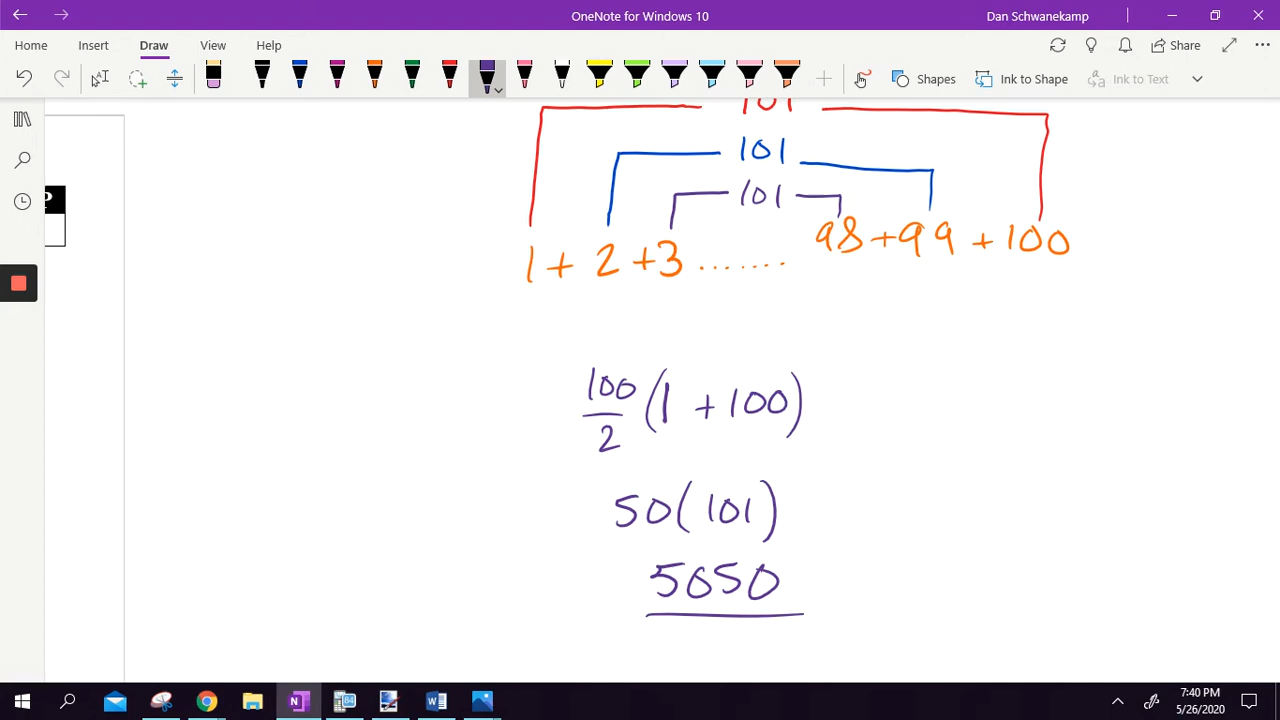 OneNote for Windows 10
Dan Schwanekamp
Home Insert Draw View Help
Share
Shapes Ink to Shape Ink to Text
101
101
101
1 + 2 + 3 ....... 98 + 99 + 100
100/2 (1 + 100)
50(101)
5050
P
84
N
W
7:40 PM
5/26/2020